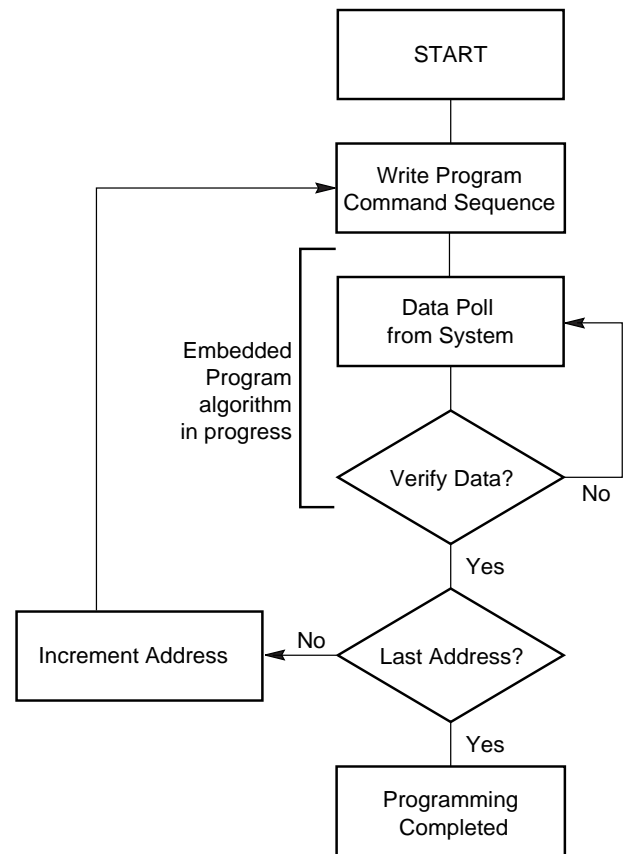 START
Write Program
Command Sequence
Data Poll
from System
Embedded
Program
algorithm
in progress
Verify Data?
No
Yes
Increment Address
No
Last Address?
Yes
Programming
Completed